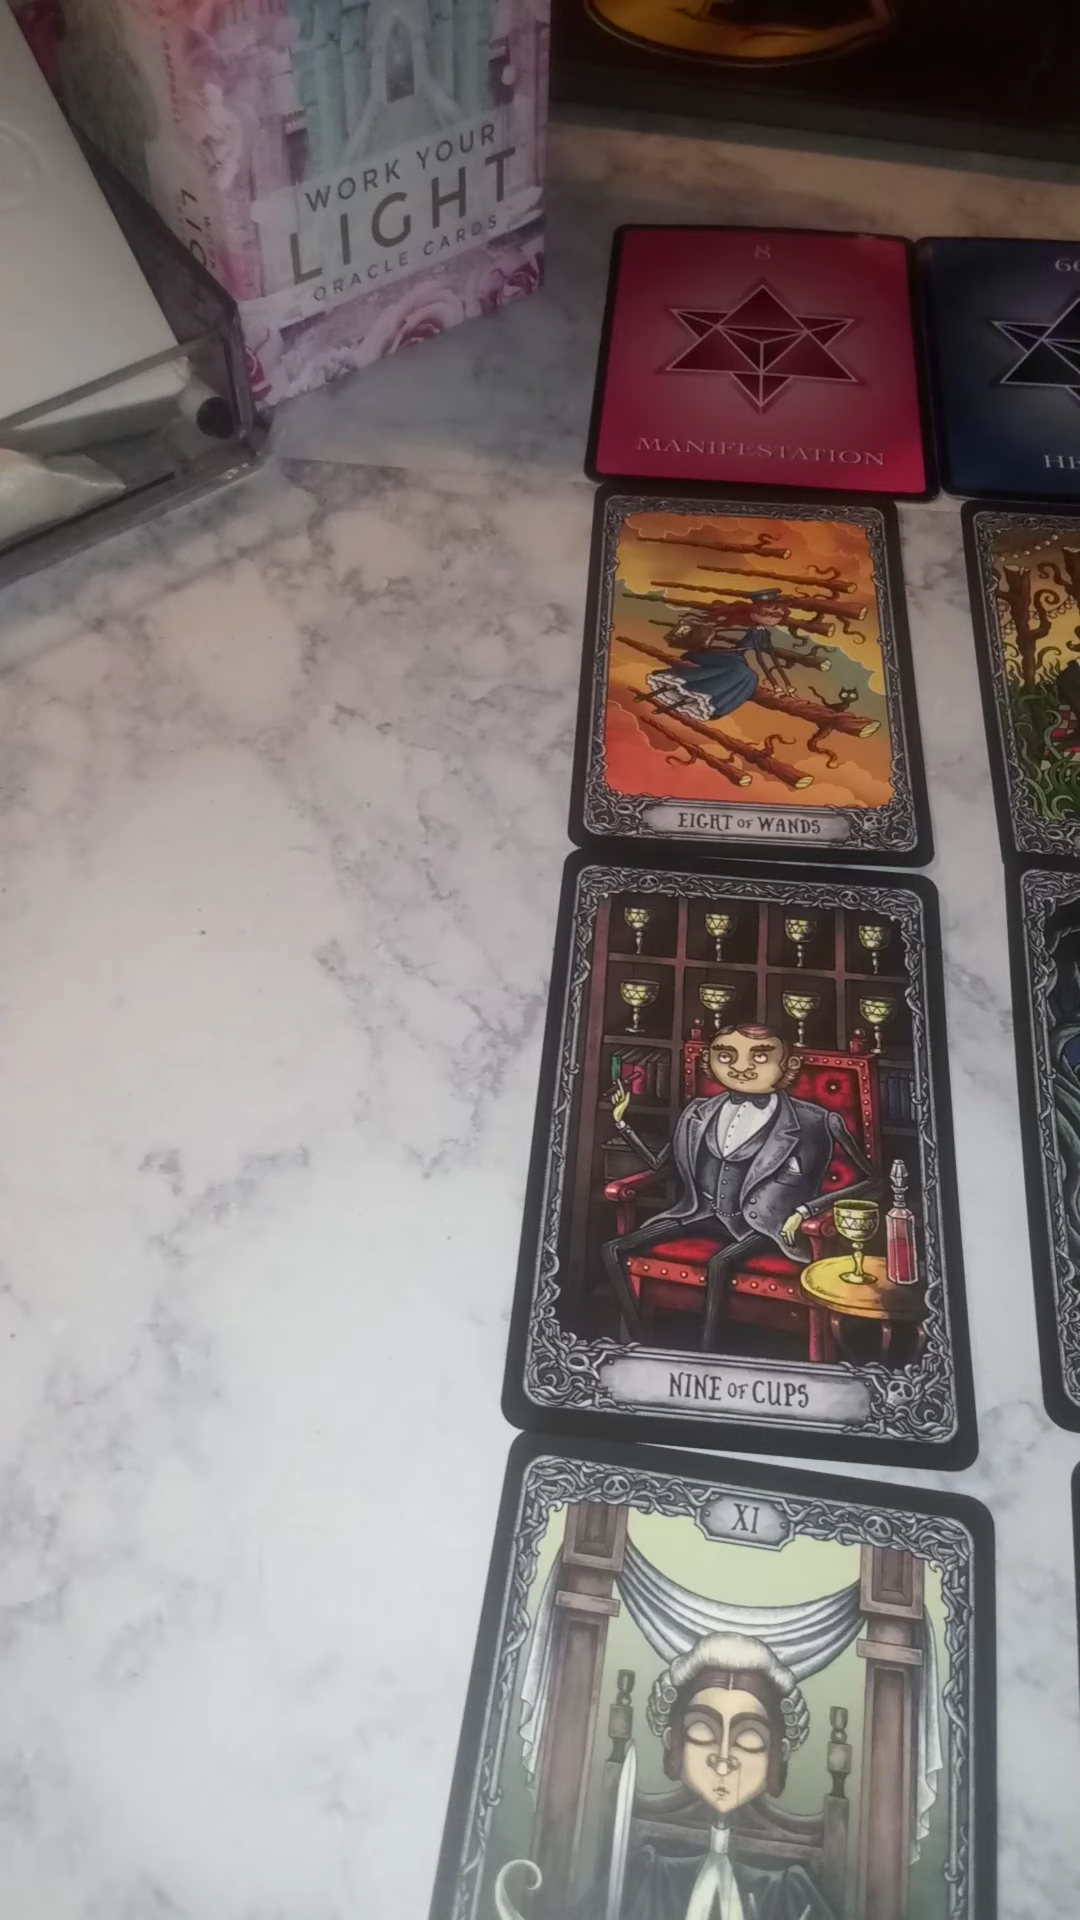 WORK YOUR
LIGHT
ORACLE CARDS
8
MANIFESTATION
EIGHT OF WANDS
NINE OF CUPS
XI